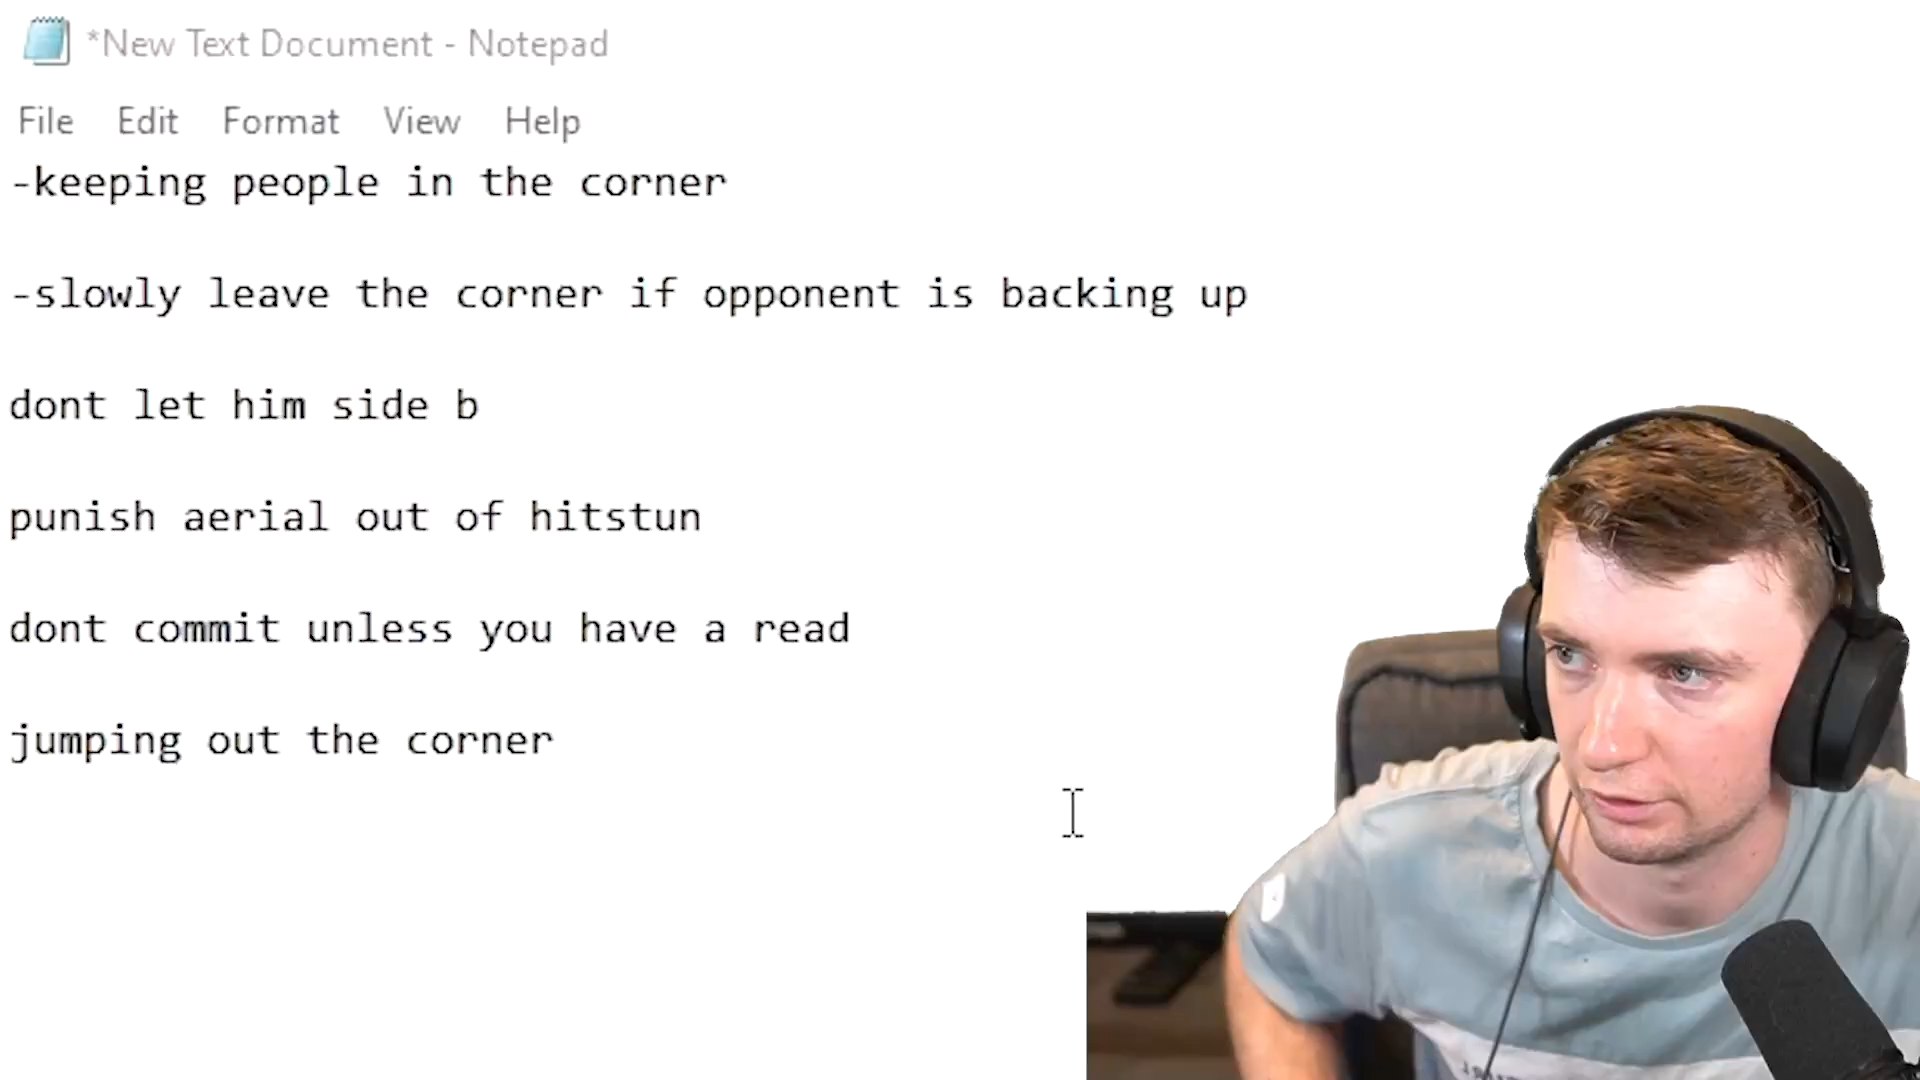 *New Text Document - Notepad
File Edit Format View Help
-keeping people in the corner
-slowly leave the corner if opponent is backing up
dont let him side b
punish aerial out of hitstun
dont commit unless you have a read
jumping out the corner